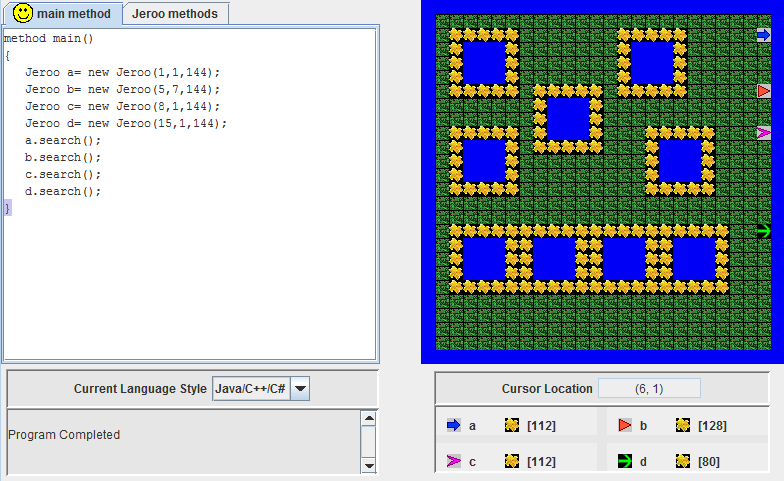 main method Jeroo methods
method main()
{
Jeroo a= new Jeroo(1,1,144);
Jeroo b= new Jeroo(5,7,144);
Jeroo c= new Jeroo(8,1,144);
Jeroo d= new Jeroo(15,1,144);
a.search();
b.search();
c.search();
d.search();
}
Current Language Style Java/C++/C#
Program Completed
Cursor Location (6, 1)
a [112] b [128]
c [112] d [80]